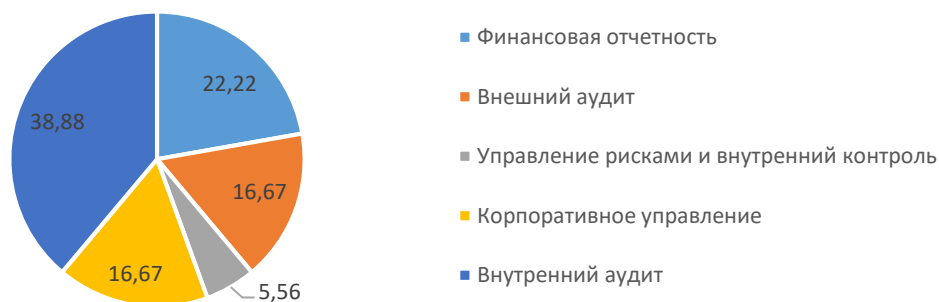 22,22
16,67
5,56
16,67
38,88
Финансовая отчетность
Внешний аудит
Управление рисками и внутренний контроль
Корпоративное управление
Внутренний аудит